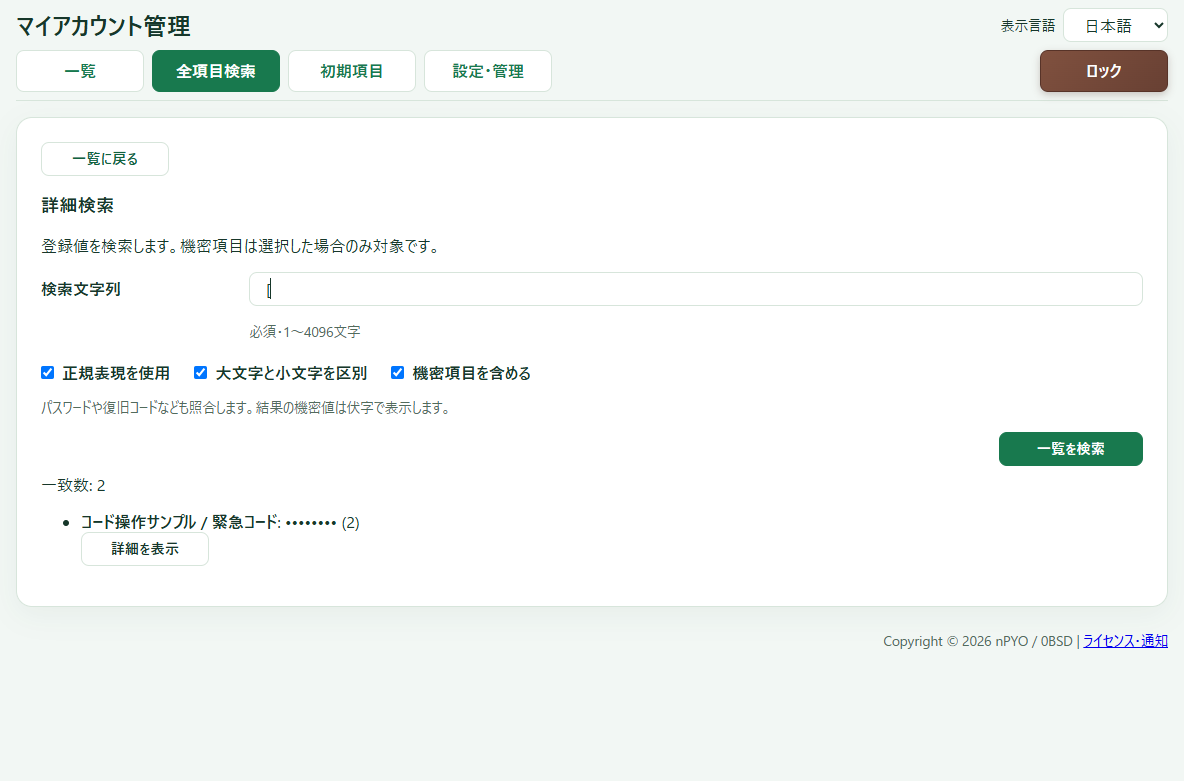 マイアカウント管理
表示言語 日本語
一覧 全項目検索 初期項目 設定・管理 ロック
一覧に戻る
詳細検索
登録値を検索します。機密項目は選択した場合のみ対象です。
検索文字列 [
必須・1～4096文字
正規表現を使用 大文字と小文字を区別 機密項目を含める
パスワードや復旧コードなども照合します。結果の機密値は伏字で表示します。
一覧を検索
一致数: 2
• コード操作サンプル / 緊急コード: •••••••• (2)
詳細を表示
Copyright © 2026 nPYO / 0BSD | ライセンス・通知